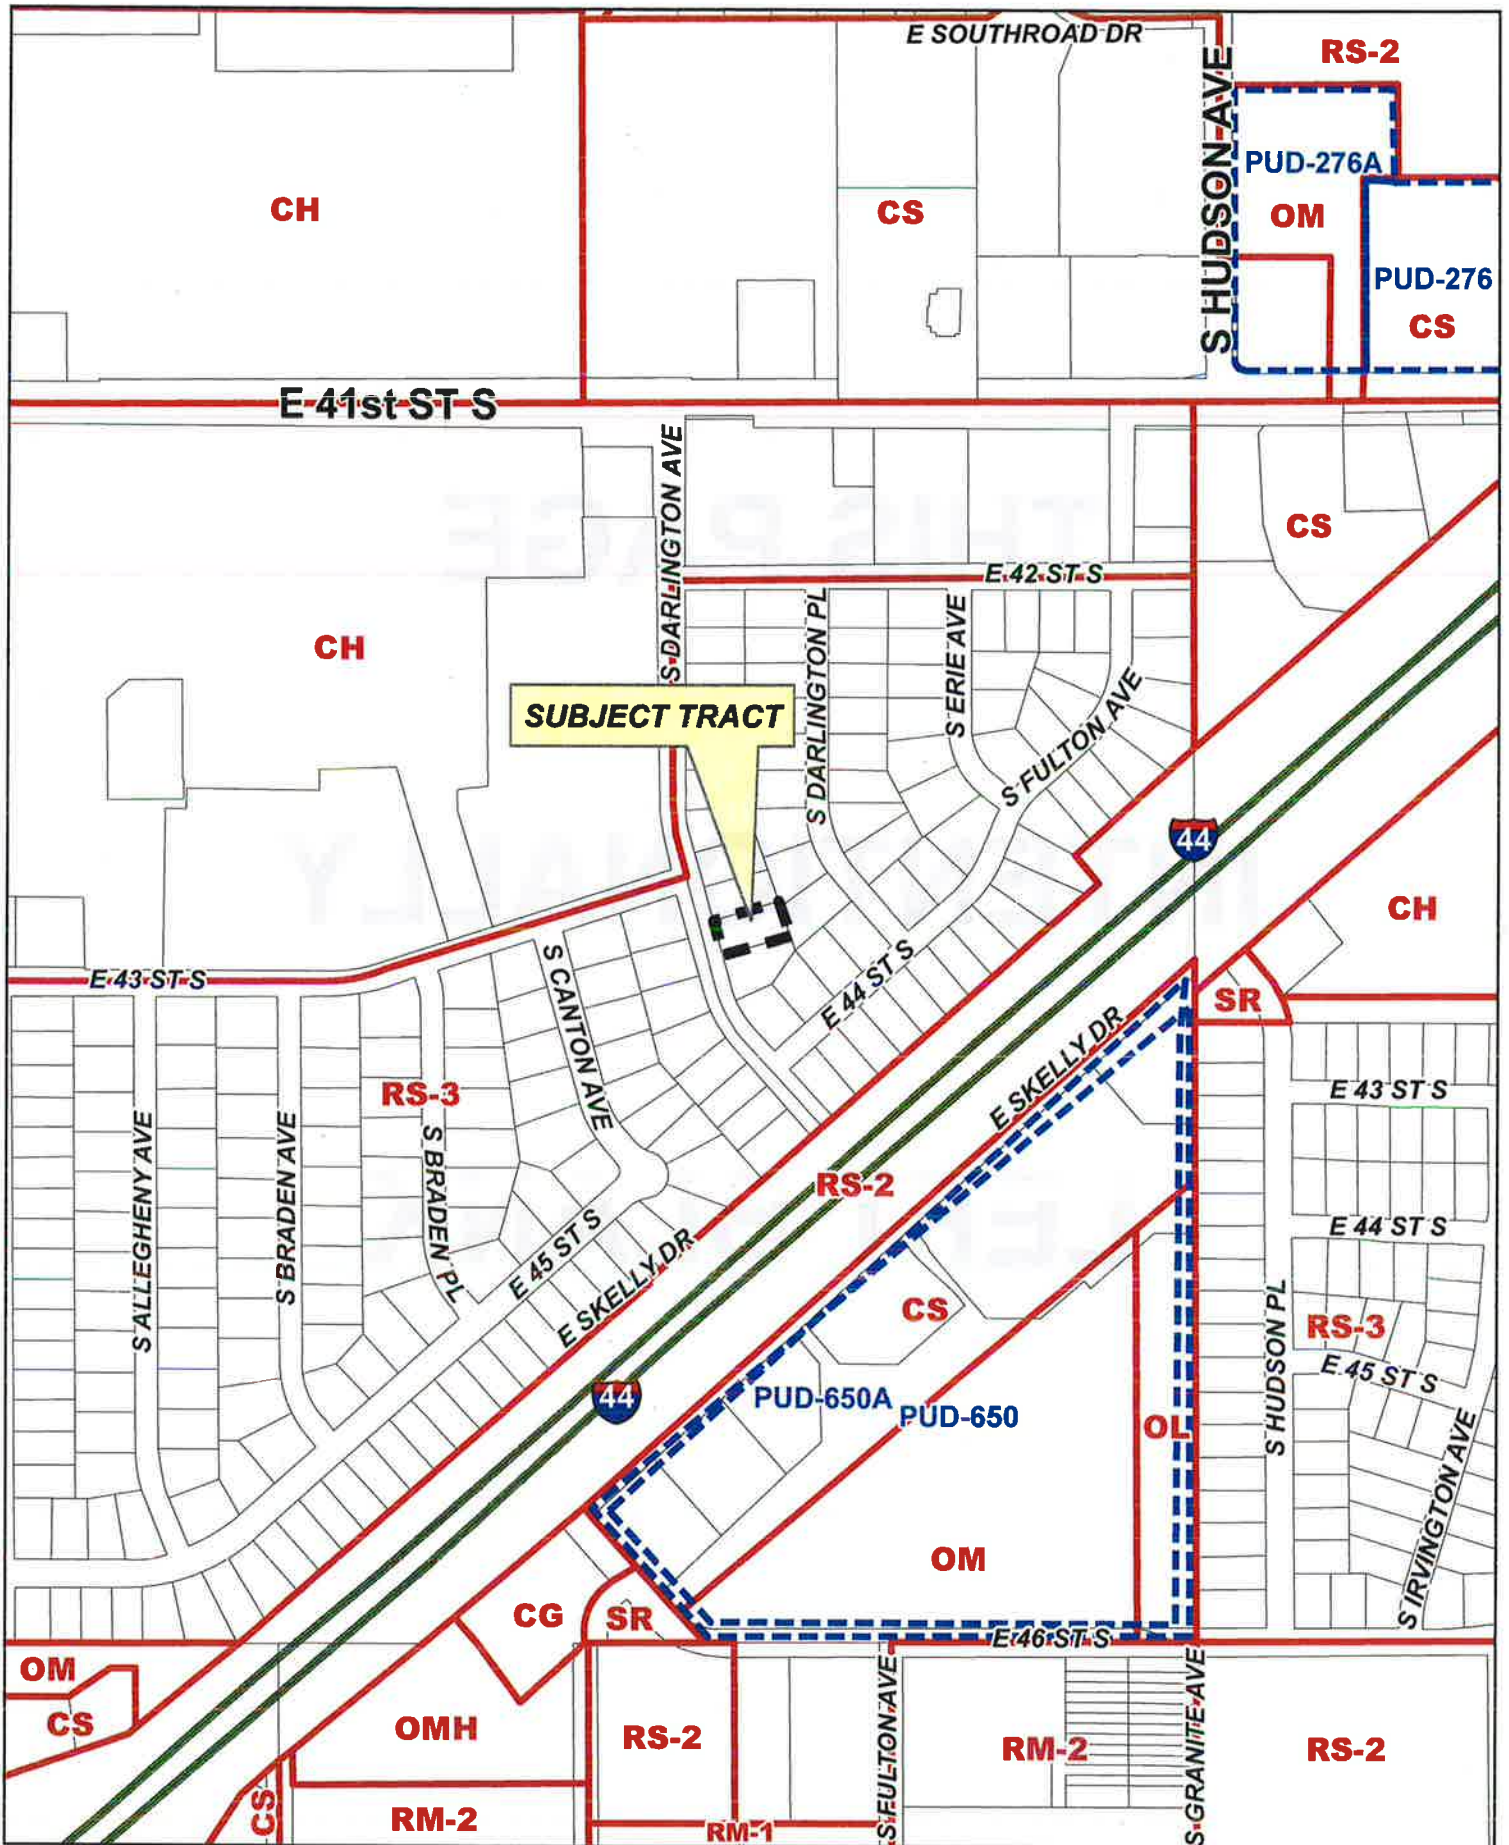 E SOUTHROAD DR
RS-2
S HUDSON AVE
PUD-276A
CH
CS
OM
PUD-276
CS
E 41st ST S
S DARLINGTON AVE
CS
E 42 ST S
CH
S DARLINGTON PL
S ERIE AVE
S FULTON AVE
SUBJECT TRACT
44
CH
E 43 ST S
S CANTON AVE
E 44 ST S
SR
E SKELLY DR
RS-3
E 43 ST S
S ALLEGHENY AVE
S BRADEN AVE
S BRADEN PL
RS-2
E 44 ST S
E 45 ST S
E SKELLY DR
CS
S HUDSON PL
RS-3
E 45 ST S
44
PUD-650A
PUD-650
OL
S IRVINGTON AVE
OM
CG
SR
E 46 ST S
OM
CS
OMH
RS-2
S FULTON AVE
RM-2
S GRANITE AVE
RS-2
CS
RM-2
RM-1